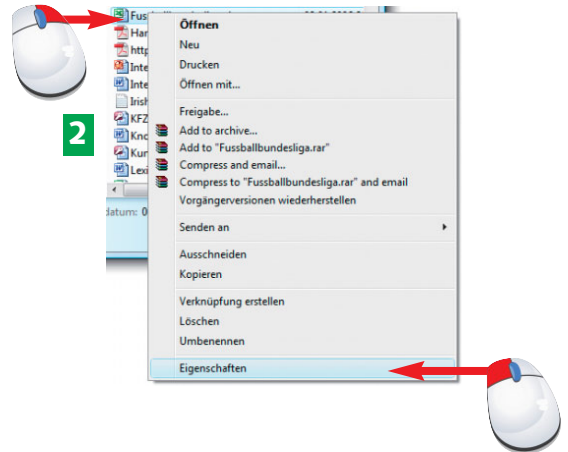 Fus
Har
http
Inte
Inte
Irish
KFZ
Kno
Kur
Lexi
datum: 0
2
Öffnen
Neu
Drucken
Öffnen mit...
Freigabe...
Add to archive...
Add to "Fussballbundesliga.rar"
Compress and email...
Compress to "Fussballbundesliga.rar" and email
Vorgängerversionen wiederherstellen
Senden an
Ausschneiden
Kopieren
Verknüpfung erstellen
Löschen
Umbenennen
Eigenschaften